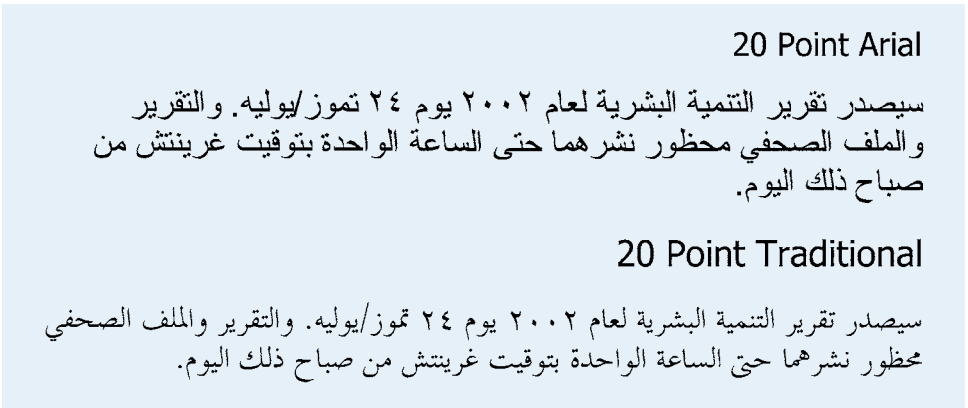 20 Point Arial
سيصدر تقرير التنمية البشرية لعام ٢٠٠٢ يوم ٢٤ تموز/يوليه. والتقرير
والملف الصحفي محظور نشرهما حتى الساعة الواحدة بتوقيت غرينتش من
صباح ذلك اليوم.
20 Point Traditional
سيصدر تقرير التنمية البشرية لعام ٢٠٠٢ يوم ٢٤ تموز/يوليه. والتقرير والملف الصحفي
محظور نشرهما حتى الساعة الواحدة بتوقيت غرينتش من صباح ذلك اليوم.